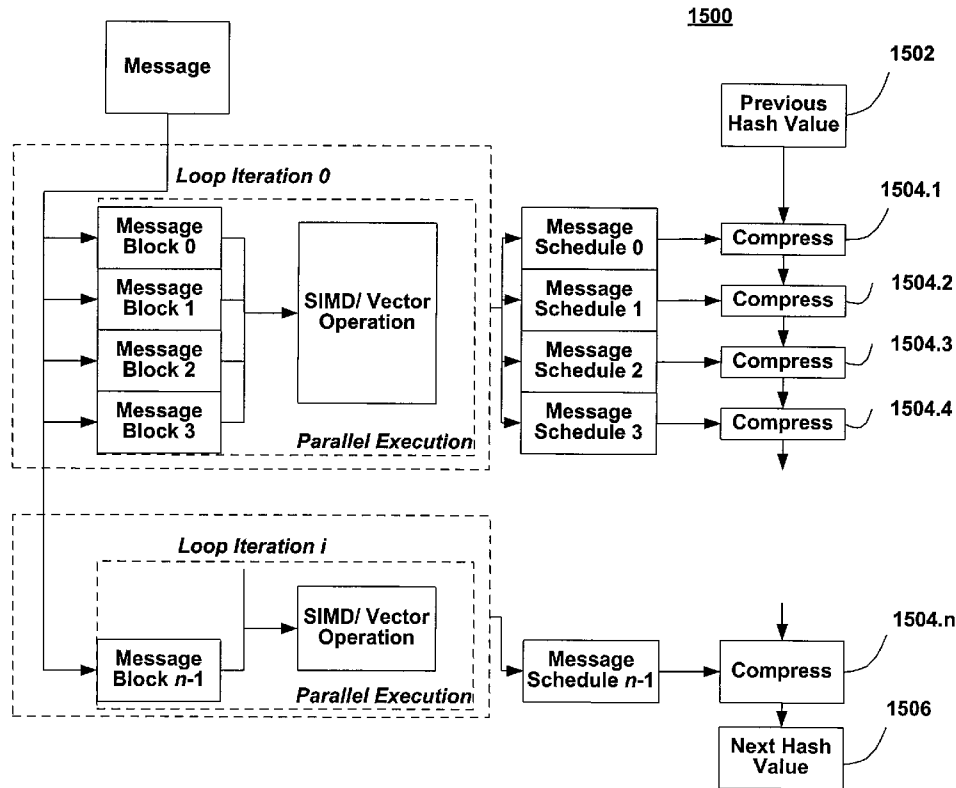 1500
Message
1502
Previous
Hash Value
Loop Iteration 0
1504.1
Message
Block 0
Message
Block 1
Message
Block 2
Message
Block 3
SIMD/ Vector
Operation
Parallel Execution
Message
Schedule 0
Message
Schedule 1
Message
Schedule 2
Message
Schedule 3
Compress
1504.2
Compress
1504.3
Compress
1504.4
Compress
Loop Iteration i
SIMD/ Vector
Operation
Message
Block n-1
Parallel Execution
Message
Schedule n-1
1504.n
Compress
1506
Next Hash
Value